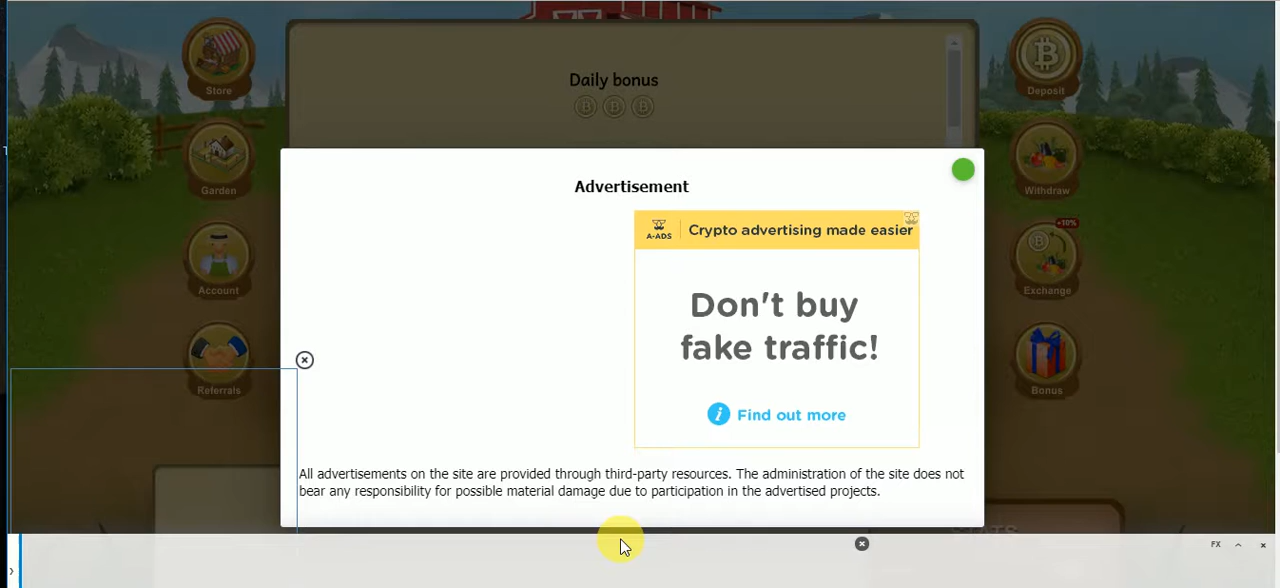 Store
Deposit
Daily bonus
Garden
Withdraw
Advertisement
A-ADS
Crypto advertising made easier
+10%
Account
Exchange
Don't buy
fake traffic!
Referrals
Bonus
Find out more
All advertisements on the site are provided through third-party resources. The administration of the site does not
bear any responsibility for possible material damage due to participation in the advertised projects.
STATS
FX